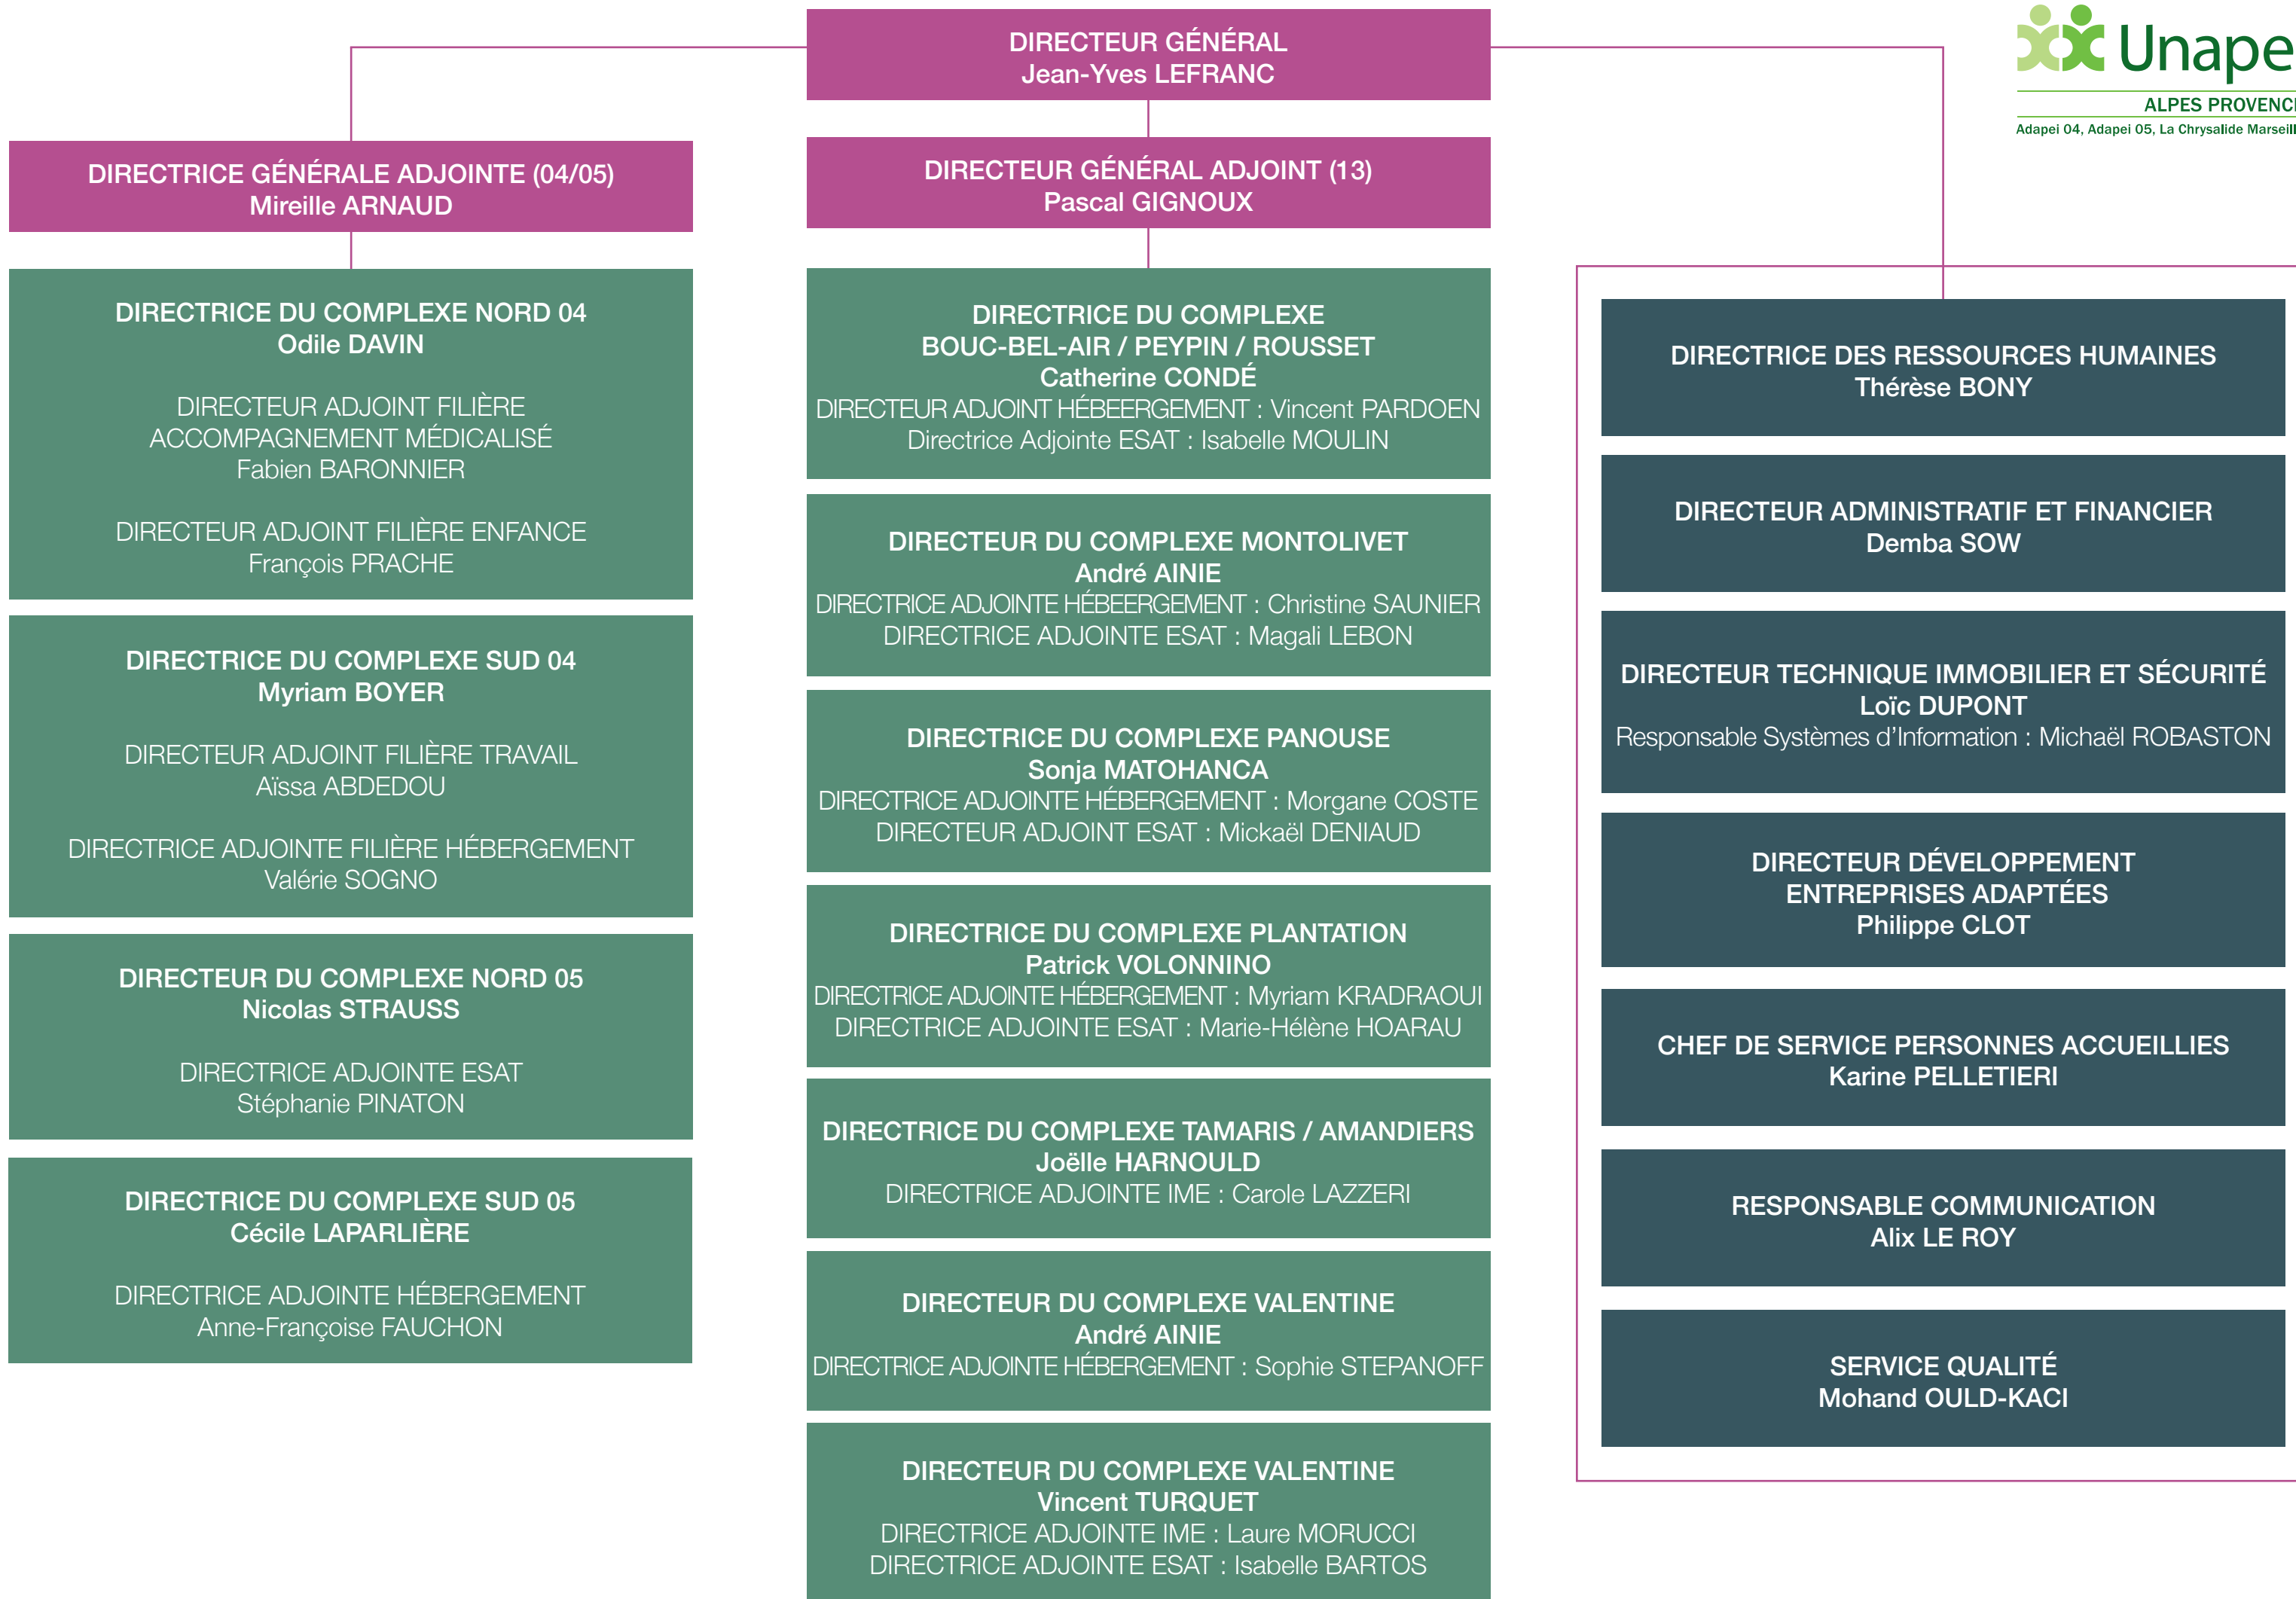 DIRECTEUR GÉNÉRAL
Jean-Yves LEFRANC
Unape
ALPES PROVENC
Adapei 04, Adapei 05, La Chrysalide Marseill
DIRECTRICE GÉNÉRALE ADJOINTE (04/05)
Mireille ARNAUD
DIRECTRICE DU COMPLEXE NORD 04
Odile DAVIN
DIRECTEUR ADJOINT FILIÈRE
ACCOMPAGNEMENT MÉDICALISÉ
Fabien BARONNIER
DIRECTEUR ADJOINT FILIÈRE ENFANCE
François PRACHE
DIRECTRICE DU COMPLEXE SUD 04
Myriam BOYER
DIRECTEUR ADJOINT FILIÈRE TRAVAIL
Aïssa ABDEDOU
DIRECTRICE ADJOINTE FILIÈRE HÉBERGEMENT
Valérie SOGNO
DIRECTEUR DU COMPLEXE NORD 05
Nicolas STRAUSS
DIRECTRICE ADJOINTE ESAT
Stéphanie PINATON
DIRECTRICE DU COMPLEXE SUD 05
Cécile LAPARLIÈRE
DIRECTRICE ADJOINTE HÉBERGEMENT
Anne-Françoise FAUCHON
DIRECTEUR GÉNÉRAL ADJOINT (13)
Pascal GIGNOUX
DIRECTRICE DU COMPLEXE
BOUC-BEL-AIR / PEYPIN / ROUSSET
Catherine CONDÉ
DIRECTEUR ADJOINT HÉBEERGEMENT : Vincent PARDOEN
Directrice Adjointe ESAT : Isabelle MOULIN
DIRECTEUR DU COMPLEXE MONTOLIVET
André AINIE
DIRECTRICE ADJOINTE HÉBEERGEMENT : Christine SAUNIER
DIRECTRICE ADJOINTE ESAT : Magali LEBON
DIRECTRICE DU COMPLEXE PANOUSE
Sonja MATOHANCA
DIRECTRICE ADJOINTE HÉBERGEMENT : Morgane COSTE
DIRECTEUR ADJOINT ESAT : Mickaël DENIAUD
DIRECTRICE DU COMPLEXE PLANTATION
Patrick VOLONNINO
DIRECTRICE ADJOINTE HÉBERGEMENT : Myriam KRADRAOUI
DIRECTRICE ADJOINTE ESAT : Marie-Hélène HOARAU
DIRECTRICE DU COMPLEXE TAMARIS / AMANDIERS
Joëlle HARNOULD
DIRECTRICE ADJOINTE IME : Carole LAZZERI
DIRECTEUR DU COMPLEXE VALENTINE
André AINIE
DIRECTRICE ADJOINTE HÉBERGEMENT : Sophie STEPANOFF
DIRECTEUR DU COMPLEXE VALENTINE
Vincent TURQUET
DIRECTRICE ADJOINTE IME : Laure MORUCCI
DIRECTRICE ADJOINTE ESAT : Isabelle BARTOS
DIRECTRICE DES RESSOURCES HUMAINES
Thérèse BONY
DIRECTEUR ADMINISTRATIF ET FINANCIER
Demba SOW
DIRECTEUR TECHNIQUE IMMOBILIER ET SÉCURITÉ
Loïc DUPONT
Responsable Systèmes d'Information : Michaël ROBASTON
DIRECTEUR DÉVELOPPEMENT
ENTREPRISES ADAPTÉES
Philippe CLOT
CHEF DE SERVICE PERSONNES ACCUEILLIES
Karine PELLETIERI
RESPONSABLE COMMUNICATION
Alix LE ROY
SERVICE QUALITÉ
Mohand OULD-KACI